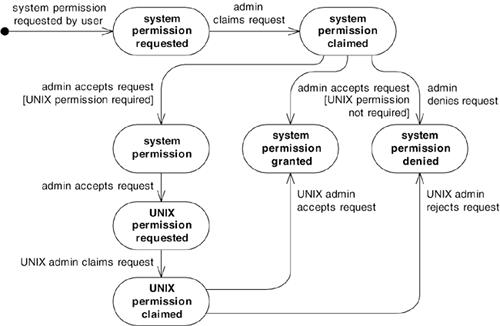 system permission
requested by user
system
permission
requested
admin
claims request
system
permission
claimed
admin accepts request
[UNIX permission required]
admin accepts request
[UNIX permission
not required]
admin
denies request
system
permission
system
permission
granted
system
permission
denied
admin accepts request
UNIX
permission
requested
UNIX admin
accepts request
UNIX admin
rejects request
UNIX admin claims request
UNIX
permission
claimed